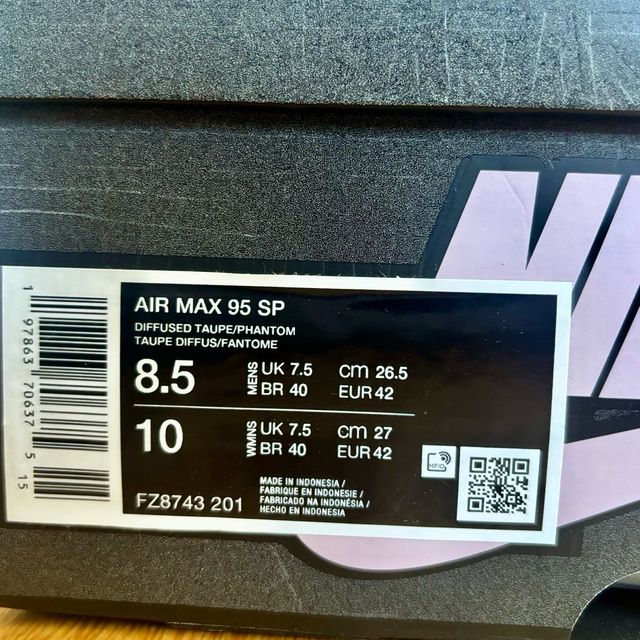 NI
AIR MAX 95 SP
DIFFUSED TAUPE/PHANTOM
TAUPE DIFFUS/FANTOME
8.5 MENS UK 7.5 cm 26.5
BR 40 EUR 42
10 WMNS UK 7.5 cm 27
BR 40 EUR 42
FZ8743 201
MADE IN INDONESIA /
FABRIQUE EN INDONESIE /
FABRICADO NA INDONÉSIA /
HECHO EN INDONESIA
RFID
1 97863 70637 5 15